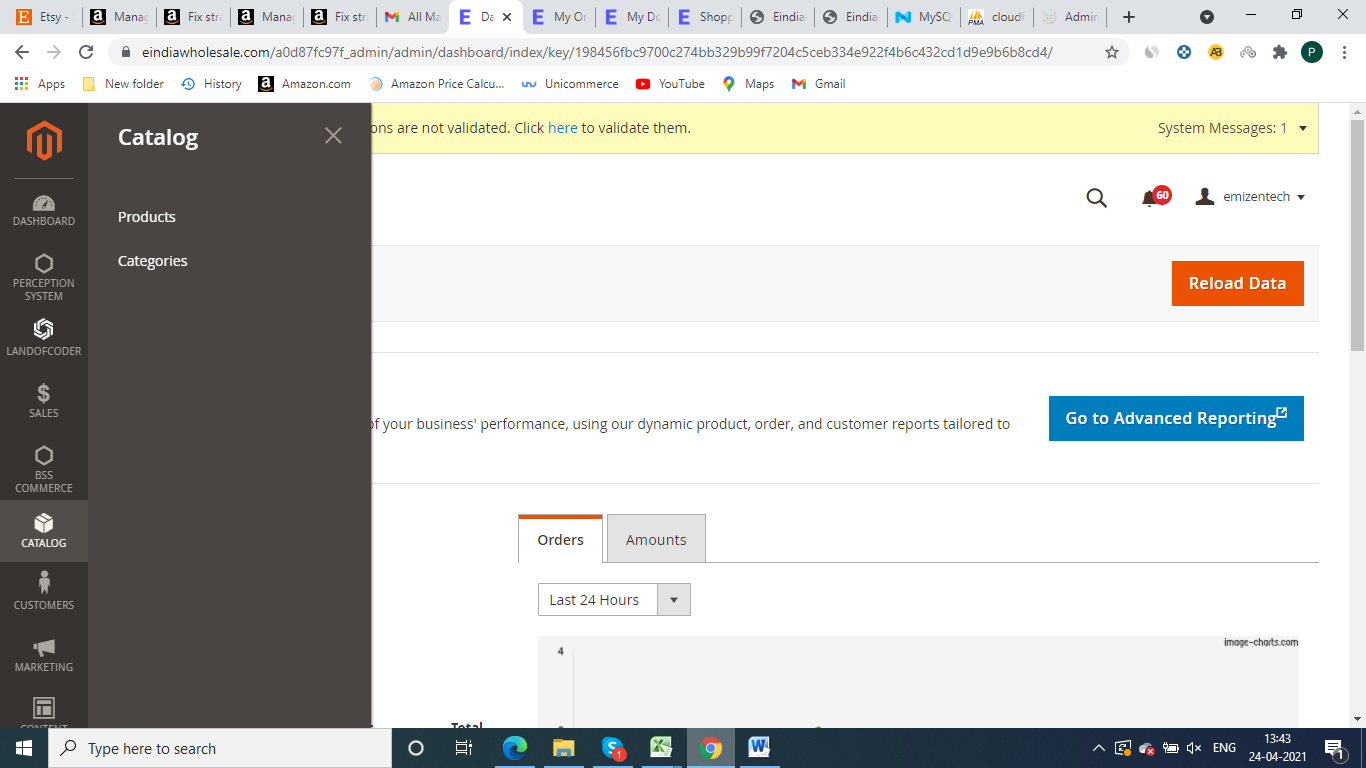 Etsy -
Manag
Fix str
Manag
Fix str
All Ma
Da
My Or
My Do
Shopp
Eindia
Eindia
MySQ
cloudh
Admin
eindiawholesale.com/a0d87fc97f_admin/admin/dashboard/index/key/198456fbc9700c274bb329b99f7204c5ceb334e922f4b6c432cd1d9e9b6b8cd4/
Apps
New folder
History
Amazon.com
Amazon Price Calcu...
Unicommerce
YouTube
Maps
Gmail
Catalog
ons are not validated. Click here to validate them.
System Messages: 1
Products
60
emizentech
DASHBOARD
Categories
PERCEPTION
SYSTEM
Reload Data
LANDOFCODER
SALES
of your business' performance, using our dynamic product, order, and customer reports tailored to
Go to Advanced Reporting
BSS
COMMERCE
CATALOG
Orders
Amounts
CUSTOMERS
Last 24 Hours
MARKETING
image-charts.com
4
CONTENT
Total
Type here to search
1
ENG
13:43
24-04-2021
1